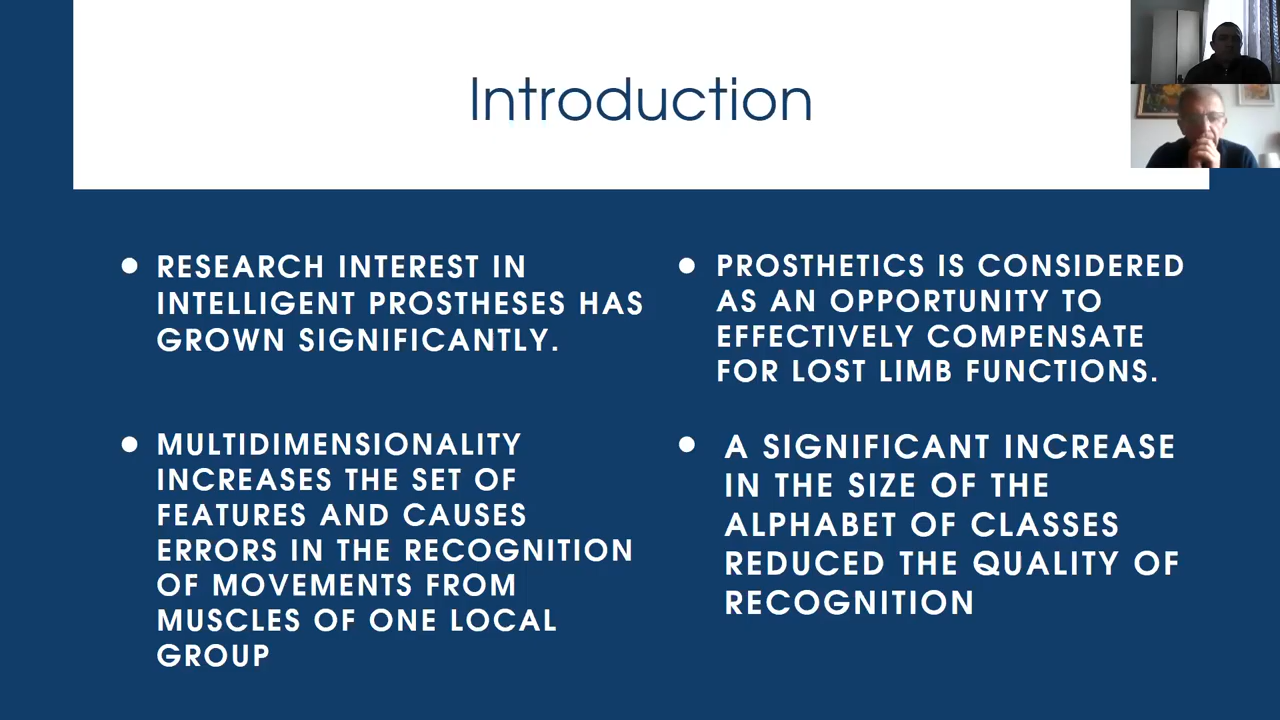 Introduction
RESEARCH INTEREST IN
INTELLIGENT PROSTHESES HAS
GROWN SIGNIFICANTLY.
MULTIDIMENSIONALITY
INCREASES THE SET OF
FEATURES AND CAUSES
ERRORS IN THE RECOGNITION
OF MOVEMENTS FROM
MUSCLES OF ONE LOCAL
GROUP
PROSTHETICS IS CONSIDERED
AS AN OPPORTUNITY TO
EFFECTIVELY COMPENSATE
FOR LOST LIMB FUNCTIONS.
A SIGNIFICANT INCREASE
IN THE SIZE OF THE
ALPHABET OF CLASSES
REDUCED THE QUALITY OF
RECOGNITION